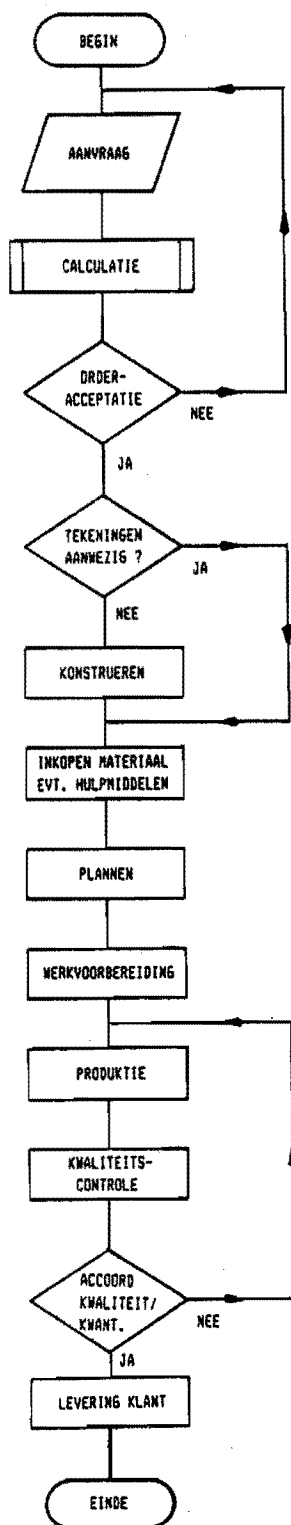 BEGIN
AANVRAAG
CALCULATIE
ORDER-
ACCEPTATIE
NEE
JA
TEKENINGEN
AANWEZIG ?
JA
NEE
KONSTRUEREN
INKOPEN MATERIAAL
EVT. HULPMIDDELEN
PLANNEN
WERKVOORBEREIDING
PRODUKTIE
KWALITEITS-
CONTROLE
ACCOORD
KWALITEIT/
KWANT.
NEE
JA
LEVERING KLANT
EINDE